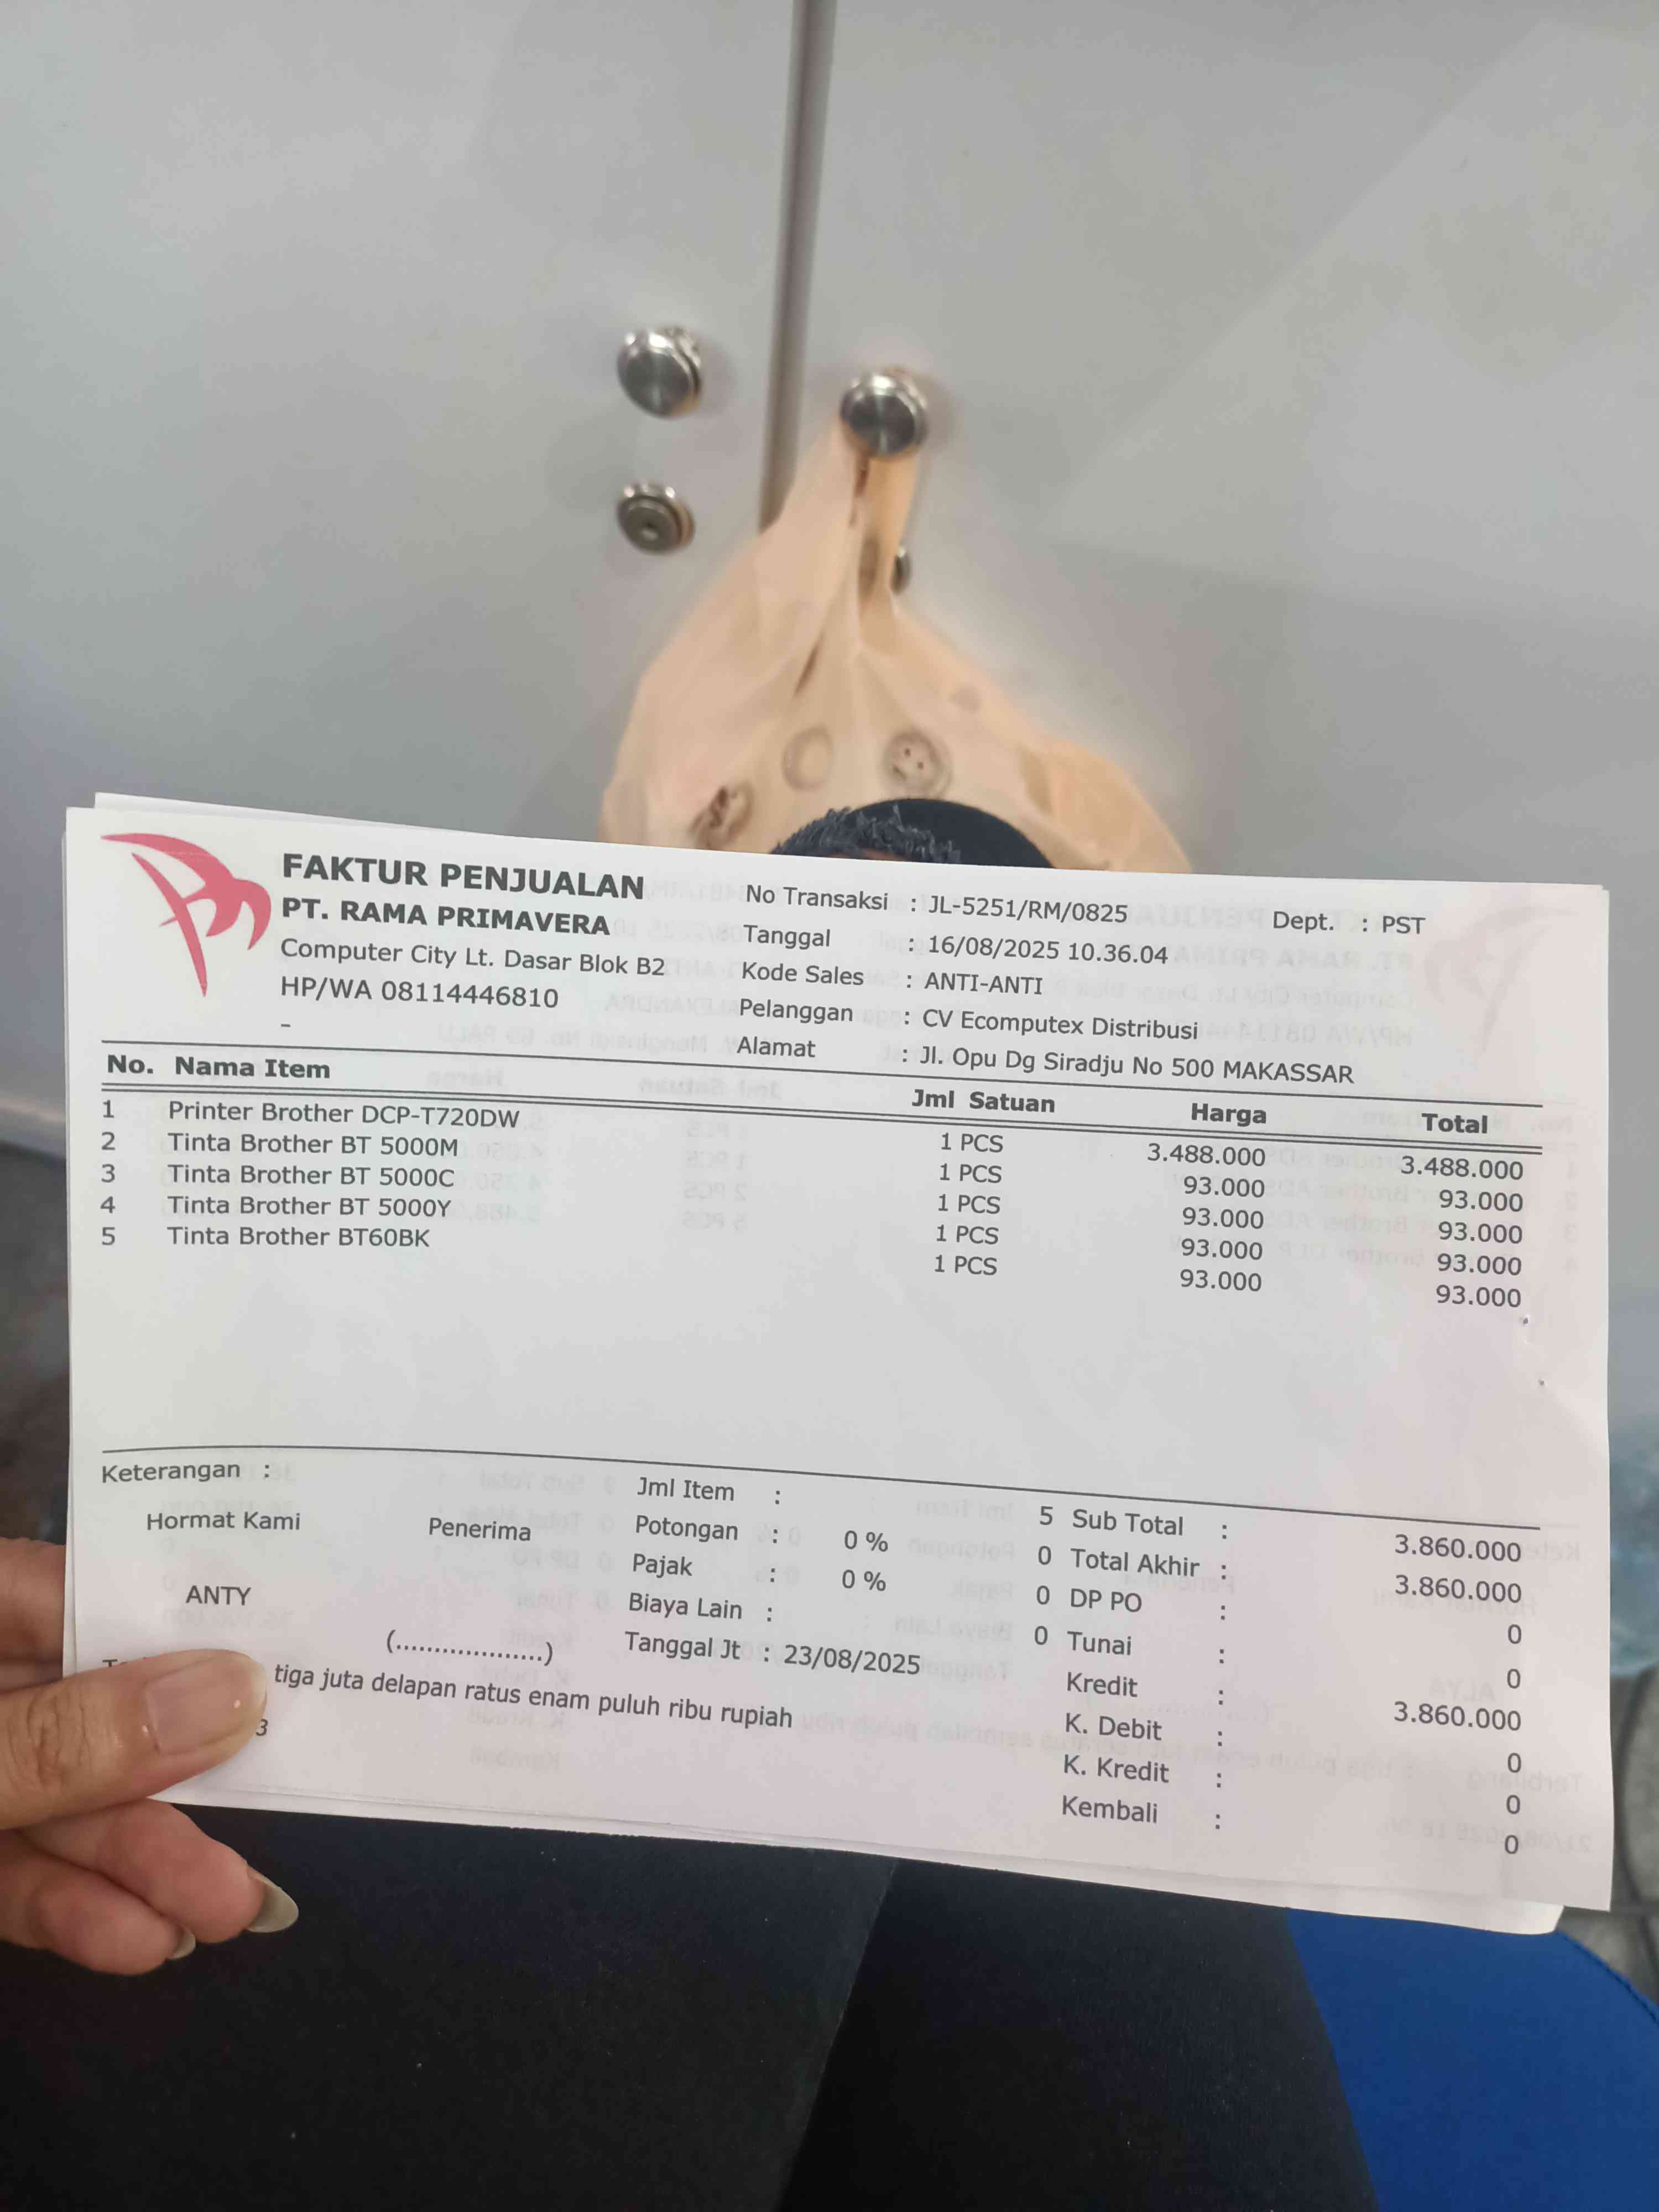 FAKTUR PENJUALAN
PT. RAMA PRIMAVERA
Computer City Lt. Dasar Blok B2
HP/WA 08114446810
-
No Transaksi : JL-5251/RM/0825 Dept. : PST
Tanggal : 16/08/2025 10.36.04
Kode Sales : ANTI-ANTI
Pelanggan : CV Ecomputex Distribusi
Alamat : Jl. Opu Dg Siradju No 500 MAKASSAR
No. Nama Item Jml Satuan Harga Total
1 Printer Brother DCP-T720DW 1 PCS 3.488.000 3.488.000
2 Tinta Brother BT 5000M 1 PCS 93.000 93.000
3 Tinta Brother BT 5000C 1 PCS 93.000 93.000
4 Tinta Brother BT 5000Y 1 PCS 93.000 93.000
5 Tinta Brother BT60BK 1 PCS 93.000 93.000
Keterangan :
Hormat Kami Penerima
ANTY
(...................)
Jml Item : 5
Potongan : 0 % 0
Pajak : 0 % 0
Biaya Lain : 0
Tanggal Jt : 23/08/2025
Sub Total : 3.860.000
Total Akhir : 3.860.000
DP PO : 0
Tunai : 0
Kredit : 3.860.000
K. Debit : 0
K. Kredit : 0
Kembali : 0
tiga juta delapan ratus enam puluh ribu rupiah
3